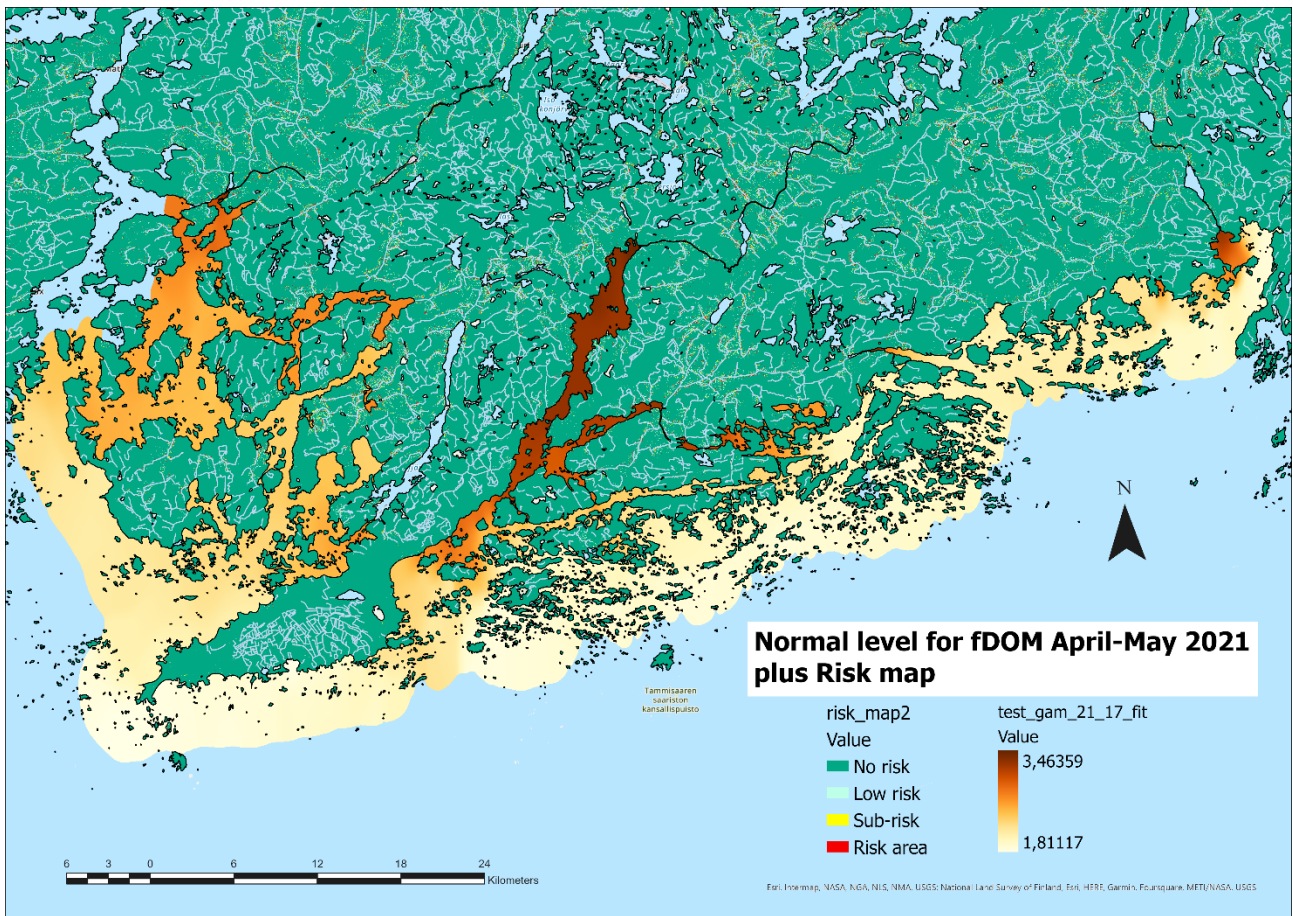 N
Normal level for fDOM April-May 2021
plus Risk map
Tammisaaren
saariston
kansallispuisto
risk_map2
Value
No risk
Low risk
Sub-risk
Risk area
test_gam_21_17_fit
Value
3,46359
1,81117
6 3 0 6 12 18 24
Kilometers
Esri, Intermap, NASA, NGA, NLS, NMA, USGS; National Land Survey of Finland, Esri, HERE, Garmin, Foursquare, METI/NASA, USGS